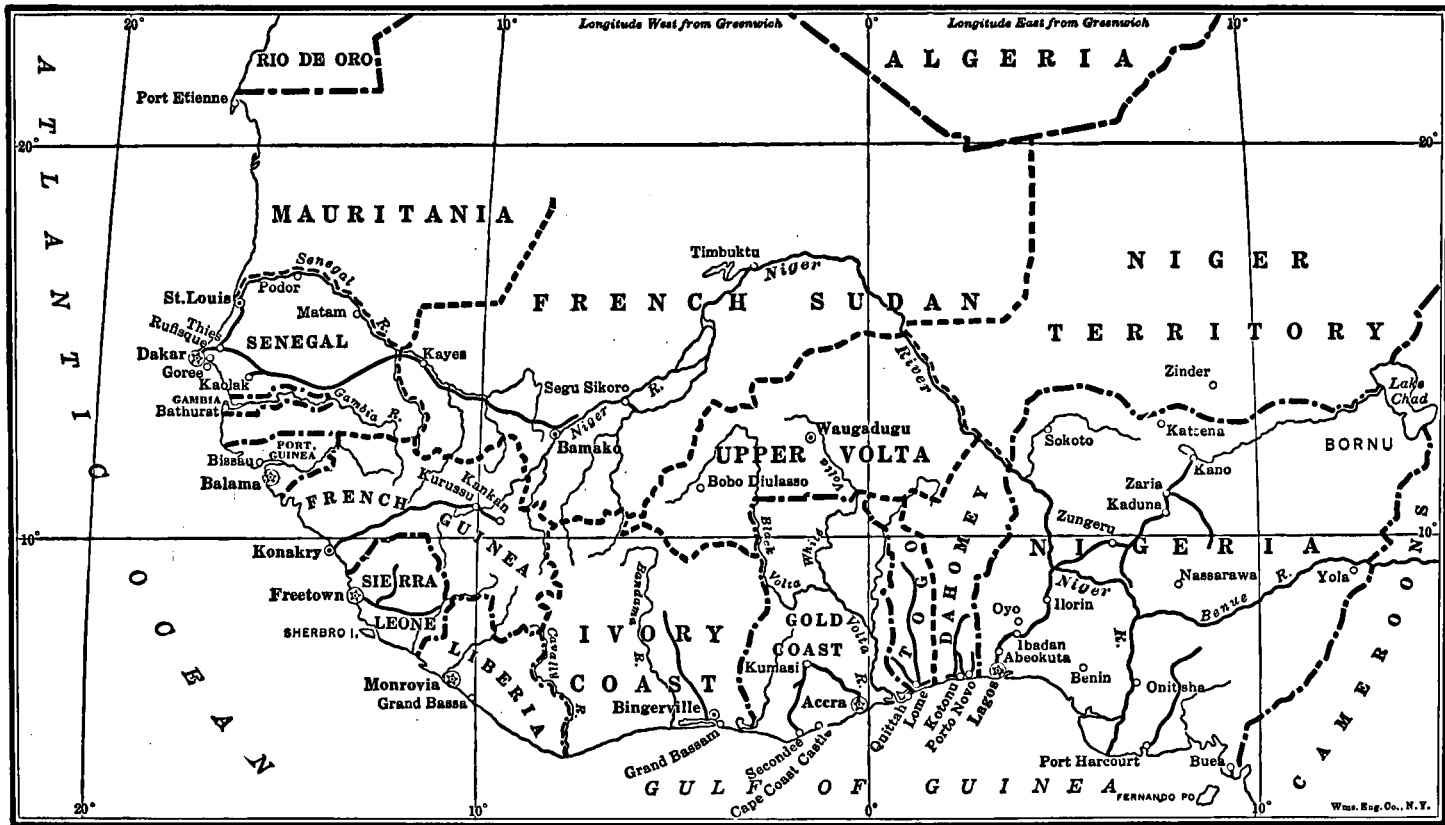 20°
10°
Longitude West from Greenwich
0
Longitude East from Greenwich
10°
ATLANTIC
OCEAN
RIO DE ORO
ALGERIA
Port Etienne
20°
20°
MAURITANIA
Timbuktu
Niger
NIGER
TERRITORY
Senegal
R.
Podor
St. Louis
Matam
FRENCH SUDAN
Thies
Rufisque
SENEGAL
Dakar
Goree
Kayes
Kaolak
River
Zinder
Lake
Chad
GAMBIA
Bathurst
Gambia R.
Segu Sikoro
Niger
R.
Bamako
Waugadugu
Sokoto
Katsena
BORNU
PORT.
GUINEA
Bissau
Balama
UPPER VOLTA
Volta
Bobo Diulasso
Kano
Zaria
Kaduna
FRENCH
GUINEA
Kurussu
Kankan
10°
10°
Konakry
Black
Volta
White
Zungeru
NIGERIA
TOGO
DAHOMEY
SIERRA
LEONE
Freetown
SHERBRO I.
Bandama R.
Niger
R.
Nassarawa
Benue R.
Yola
Ilorin
Oyo
Ibadan
Abeokuta
IVORY
COAST
GOLD
COAST
Volta
R.
LIBERIA
Cavally
R.
Kumasi
Benin
Onitsha
Monrovia
Grand Bassa
Bingerville
Accra
Grand Bassam
Secondee
Cape Coast Castle
Quittah
Lome
Kotonu
Porto Novo
Lagos
Port Harcourt
Buea
CAMEROONS
GULF OF GUINEA
FERNANDO PO
20°
10°
0°
10°
Wms. Eng. Co., N.Y.